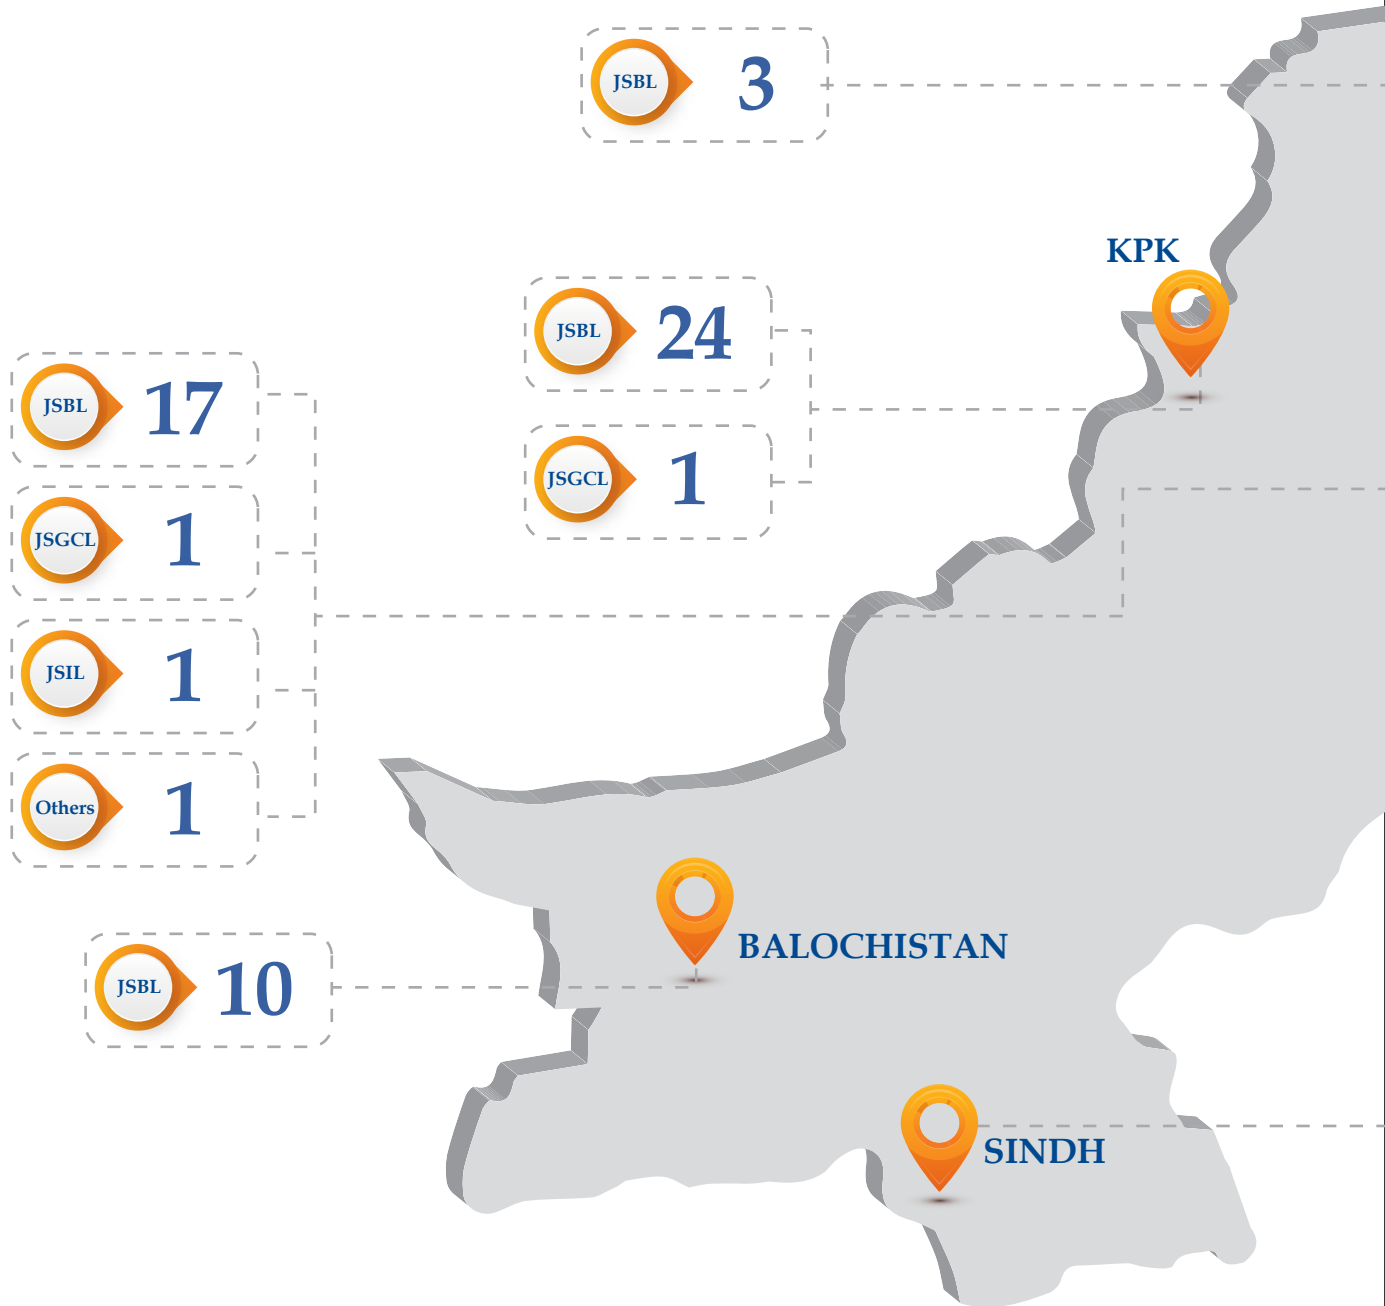 JSBL 3
KPK
JSBL 24
JSBL 17
JSGCL 1
JSGCL 1
JSIL 1
Others 1
BALOCHISTAN
JSBL 10
SINDH